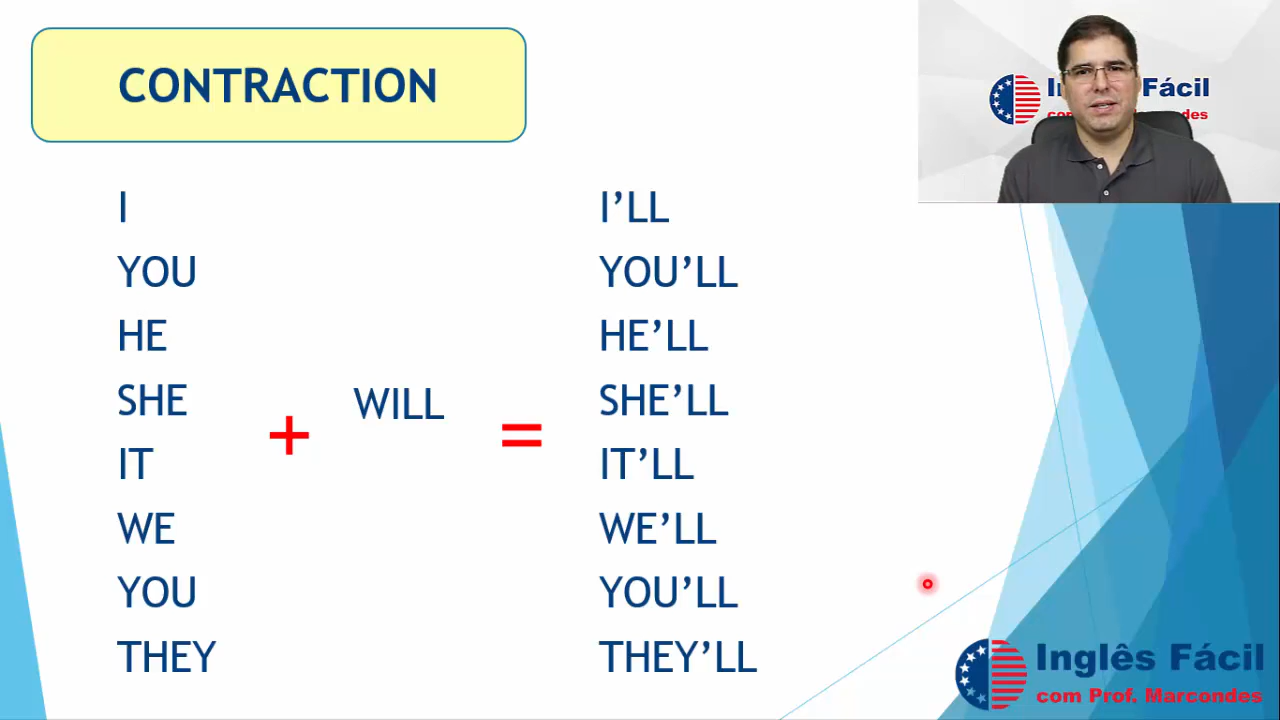 CONTRACTION
Fácil
I
I’LL
YOU
YOU’LL
HE
HE’LL
SHE
+
WILL
=
SHE’LL
IT
IT’LL
WE
WE’LL
YOU
YOU’LL
THEY
THEY’LL
Inglês Fácil
com Prof. Marcondes